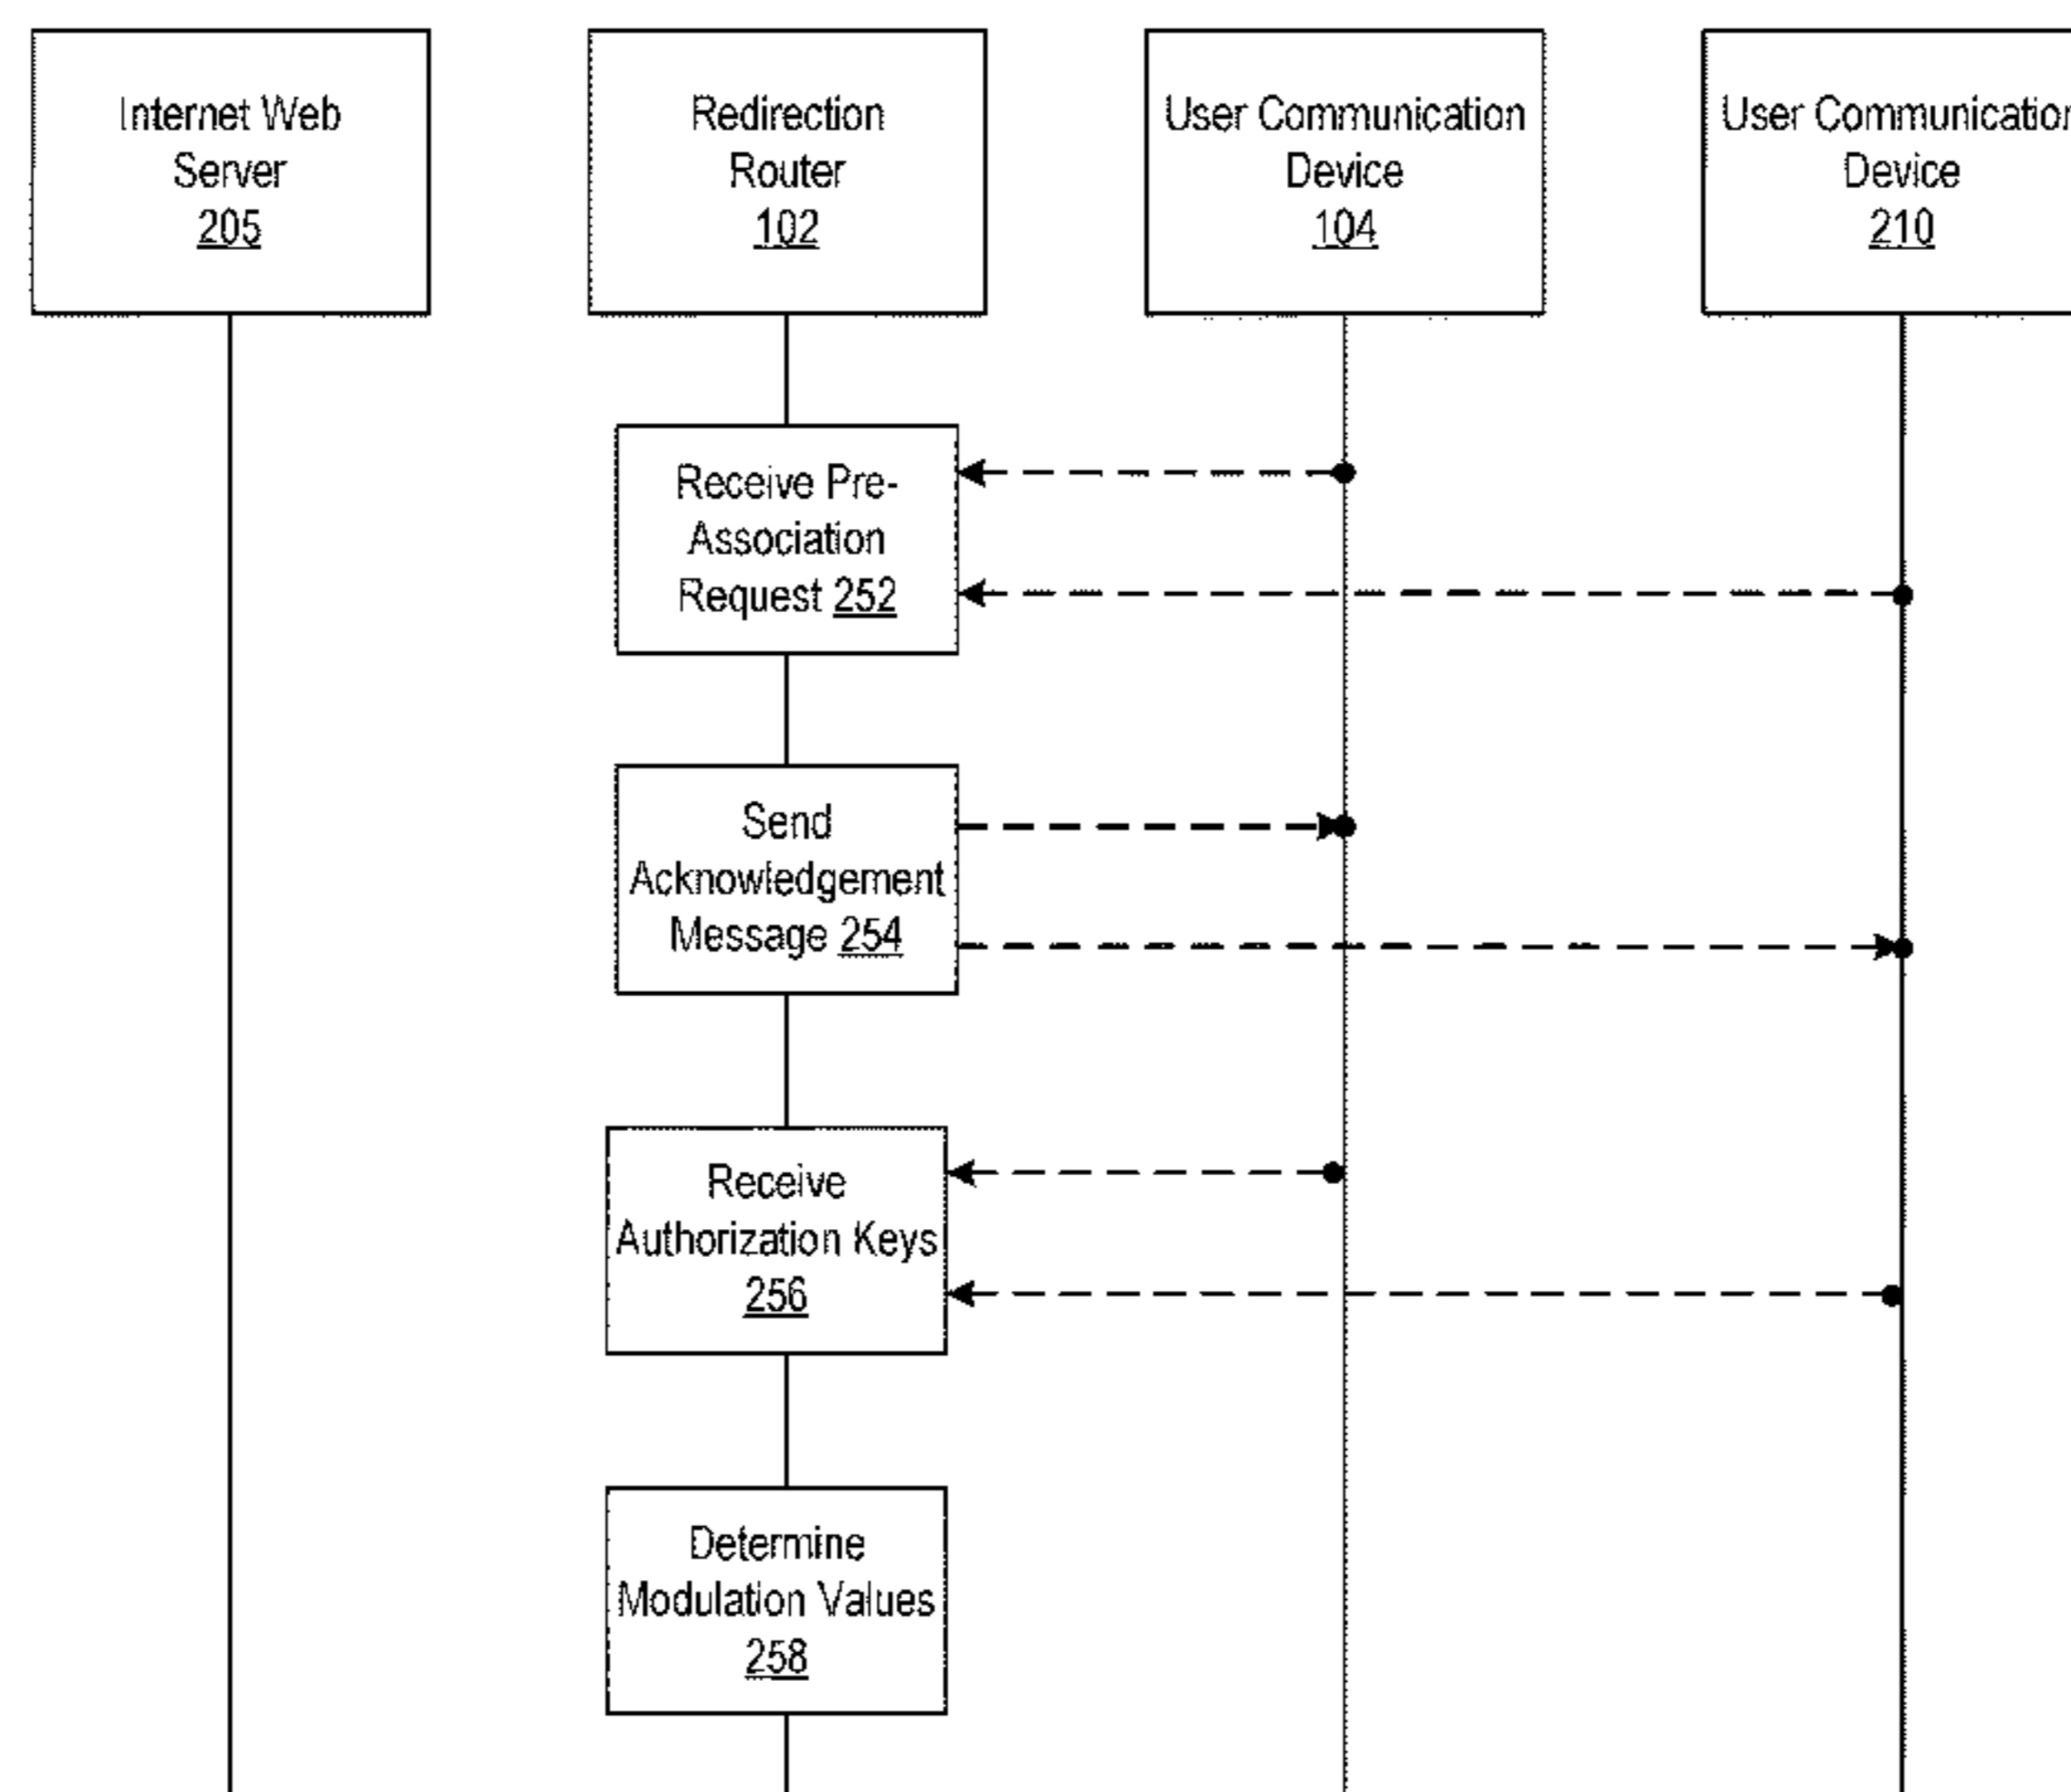 Internet Web
Server
205
Redirection
Router
102
User Communication
Device
104
User Communication
Device
210
Receive Pre-
Association
Request 252
Send
Acknowledgement
Message 254
Receive
Authorization Keys
256
Determine
Modulation Values
258